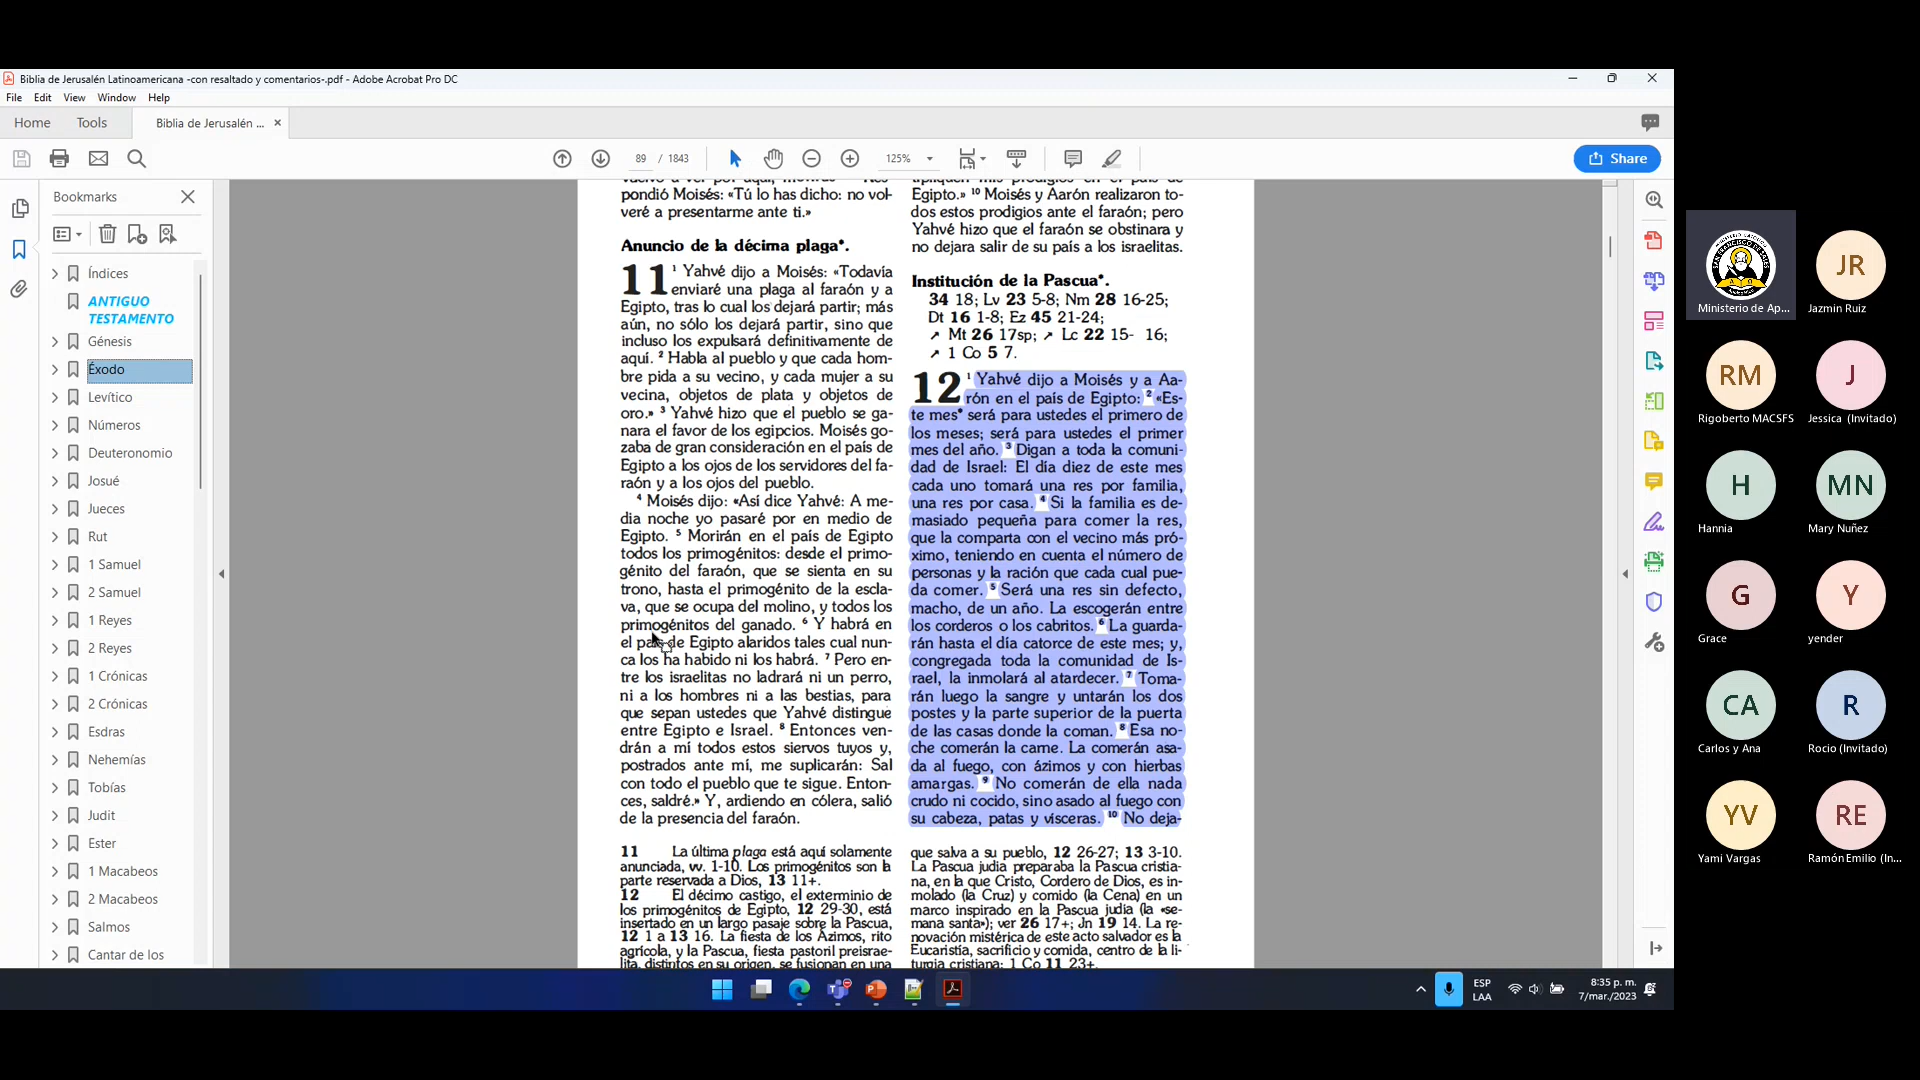 Biblia de Jerusalén Latinoamericana -con resaltado y comentarios-.pdf - Adobe Acrobat Pro DC
File Edit View Window Help
Home Tools Biblia de Jerusalén ...
89 / 1843 125% Share
Bookmarks
Índices
ANTIGUO
TESTAMENTO
Génesis
Éxodo
Levítico
Números
Deuteronomio
Josué
Jueces
Rut
1 Samuel
2 Samuel
1 Reyes
2 Reyes
1 Crónicas
2 Crónicas
Esdras
Nehemías
Tobías
Judit
Ester
1 Macabeos
2 Macabeos
Salmos
Cantar de los
pondió Moisés: «Tú lo has dicho: no vol-
veré a presentarme ante ti.»
Anuncio de la décima plaga*.
11 ¹ Yahvé dijo a Moisés: «Todavía
enviaré una plaga al faraón y a
Egipto, tras lo cual los dejará partir; más
aún, no sólo los dejará partir, sino que
incluso los expulsará definitivamente de
aquí. ² Habla al pueblo y que cada hom-
bre pida a su vecino, y cada mujer a su
vecina, objetos de plata y objetos de
oro.» ³ Yahvé hizo que el pueblo se ga-
nara el favor de los egipcios. Moisés go-
zaba de gran consideración en el país de
Egipto a los ojos de los servidores del fa-
raón y a los ojos del pueblo.
⁴ Moisés dijo: «Así dice Yahvé: A me-
dia noche yo pasaré por en medio de
Egipto. ⁵ Morirán en el país de Egipto
todos los primogénitos: desde el primo-
génito del faraón, que se sienta en su
trono, hasta el primogénito de la escla-
va, que se ocupa del molino, y todos los
primogénitos del ganado. ⁶ Y habrá en
el país de Egipto alaridos tales cual nun-
ca los ha habido ni los habrá. ⁷ Pero en-
tre los israelitas no ladrará ni un perro,
ni a los hombres ni a las bestias, para
que sepan ustedes que Yahvé distingue
entre Egipto e Israel. ⁸ Entonces ven-
drán a mí todos estos siervos tuyos y,
postrados ante mí, me suplicarán: Sal
con todo el pueblo que te sigue. Enton-
ces, saldré.» Y, ardiendo en cólera, salió
de la presencia del faraón.
11 La última plaga está aquí solamente
anunciada, vv. 1-10. Los primogénitos son la
parte reservada a Dios, 13 11+.
12 El décimo castigo, el exterminio de
los primogénitos de Egipto, 12 29-30, está
insertado en un largo pasaje sobre la Pascua,
12 1 a 13 16. La fiesta de los Ázimos, rito
agrícola, y la Pascua, fiesta pastoril preisrae-
lita, distintos en su origen, se fusionan en una
Egipto.» ¹⁰ Moisés y Aarón realizaron to-
dos estos prodigios ante el faraón; pero
Yahvé hizo que el faraón se obstinara y
no dejara salir de su país a los israelitas.
Institución de la Pascua*.
34 18; Lv 23 5-8; Nm 28 16-25;
Dt 16 1-8; Ez 45 21-24;
↗ Mt 26 17sp; ↗ Lc 22 15- 16;
↗ 1 Co 5 7.
12 ¹ Yahvé dijo a Moisés y a Aa-
rón en el país de Egipto: ² «Es-
te mes* será para ustedes el primero de
los meses; será para ustedes el primer
mes del año. ³ Digan a toda la comuni-
dad de Israel: El día diez de este mes
cada uno tomará una res por familia,
una res por casa. ⁴ Si la familia es de-
masiado pequeña para comer la res,
que la comparta con el vecino más pró-
ximo, teniendo en cuenta el número de
personas y la ración que cada cual pue-
da comer. ⁵ Será una res sin defecto,
macho, de un año. La escogerán entre
los corderos o los cabritos. ⁶ La guarda-
rán hasta el día catorce de este mes; y,
congregada toda la comunidad de Is-
rael, la inmolará al atardecer. ⁷ Toma-
rán luego la sangre y untarán los dos
postes y la parte superior de la puerta
de las casas donde la coman. ⁸ Esa no-
che comerán la carne. La comerán asa-
da al fuego, con ázimos y con hierbas
amargas. ⁹ No comerán de ella nada
crudo ni cocido, sino asado al fuego con
su cabeza, patas y vísceras. ¹⁰ No deja-
que salva a su pueblo, 12 26-27; 13 3-10.
La Pascua judía preparaba la Pascua cristia-
na, en la que Cristo, Cordero de Dios, es in-
molado (la Cruz) y comido (la Cena) en un
marco inspirado en la Pascua judía (la «se-
mana santa»); ver 26 17+; Jn 19 14. La re-
novación mistérica de este acto salvador es la
Eucaristía, sacrificio y comida, centro de la li-
turgia cristiana: 1 Co 11 23+.
ESP
LAA
8:35 p. m.
7/mar./2023
Ministerio de Ap...
JR
Jazmin Ruiz
RM
Rigoberto MACSFS
J
Jessica (Invitado)
H
Hannia
MN
Mary Nuñez
G
Grace
Y
yender
CA
Carlos y Ana
R
Rocio (Invitado)
YV
Yami Vargas
RE
Ramón Emilio (In...